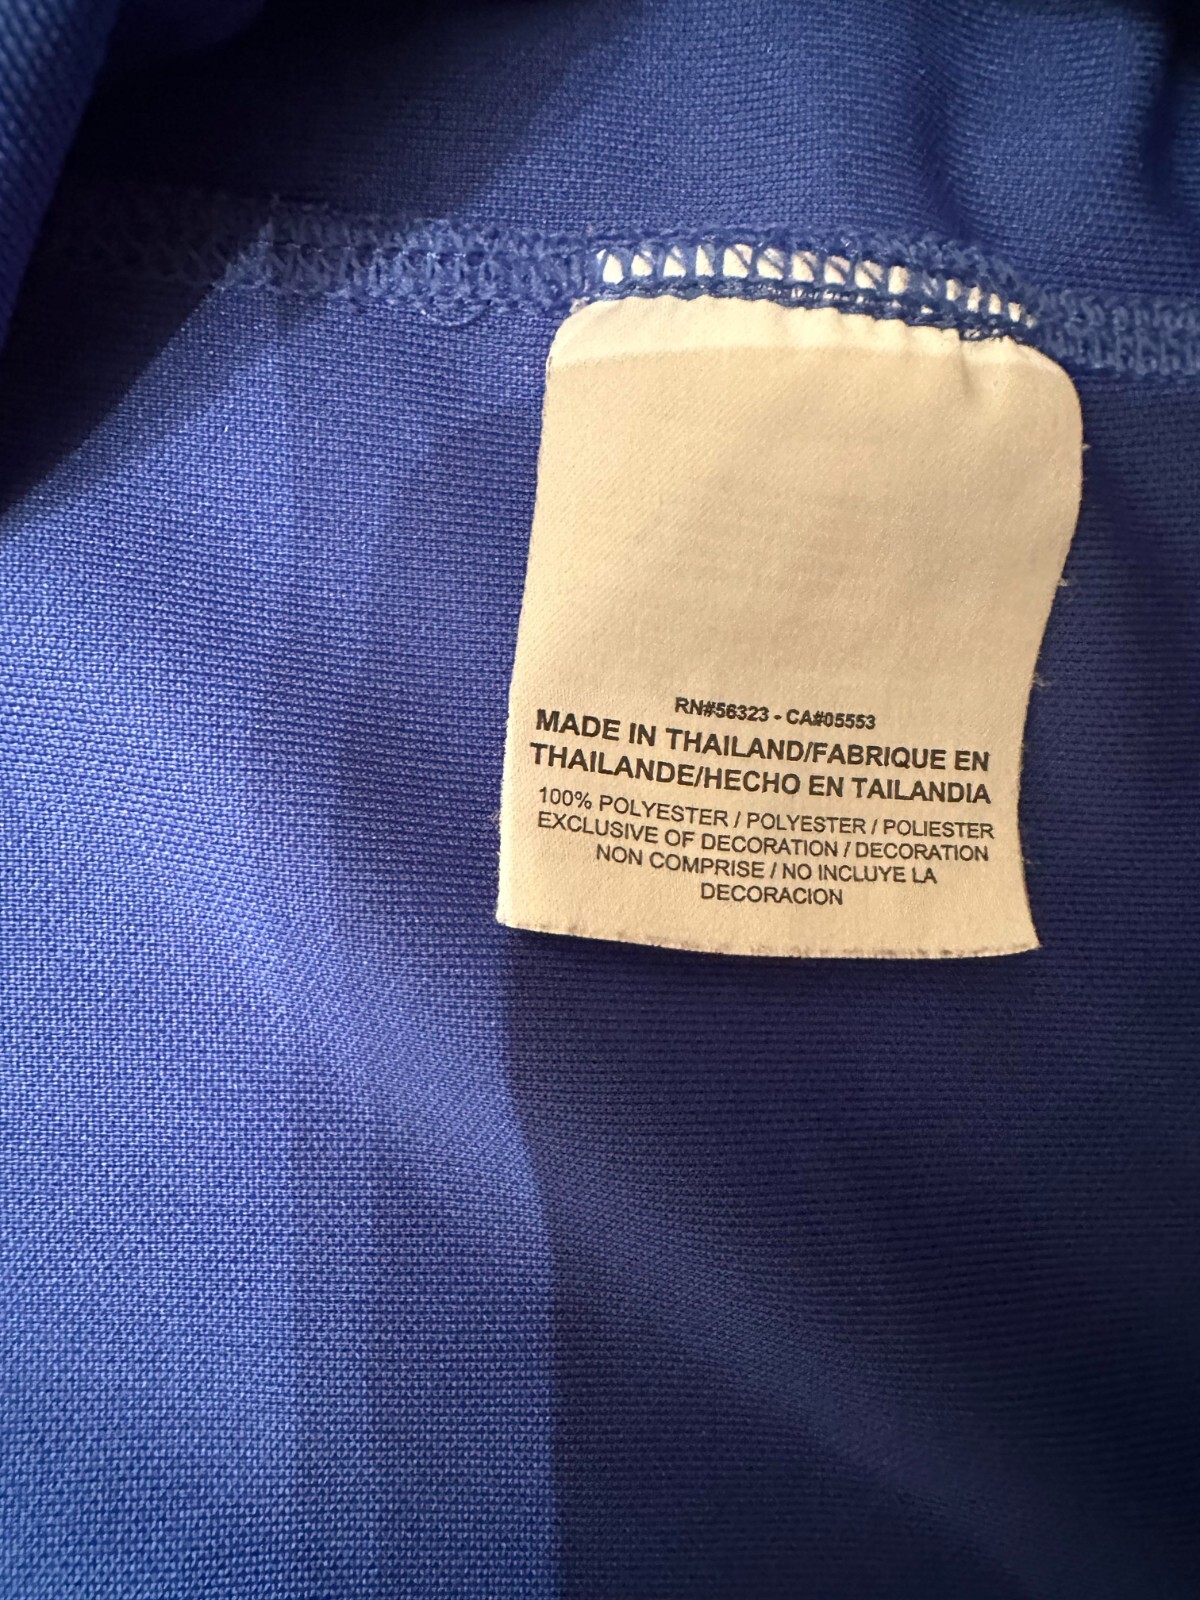 RN#56323 - CA#05553
MADE IN THAILAND/FABRIQUE EN
THAILANDE/HECHO EN TAILANDIA
100% POLYESTER / POLYESTER / POLIESTER
EXCLUSIVE OF DECORATION / DECORATION
NON COMPRISE / NO INCLUYE LA
DECORACION